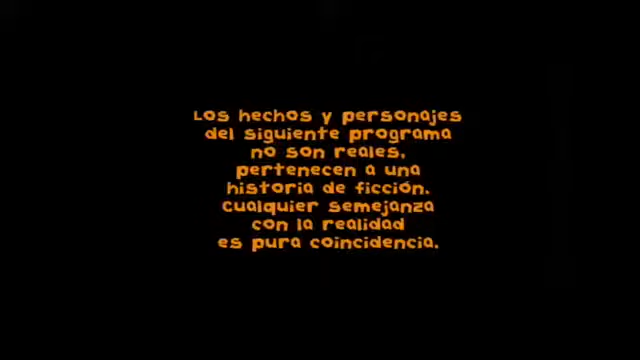 Los hechos y personajes
del siguiente programa
no son reales,
pertenecen a una
historia de ficción.
cualquier semejanza
con la realidad
es pura coincidencia.